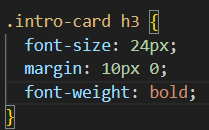 .intro-card h3 {
  font-size: 24px;
  margin: 10px 0;
  font-weight: bold;
}